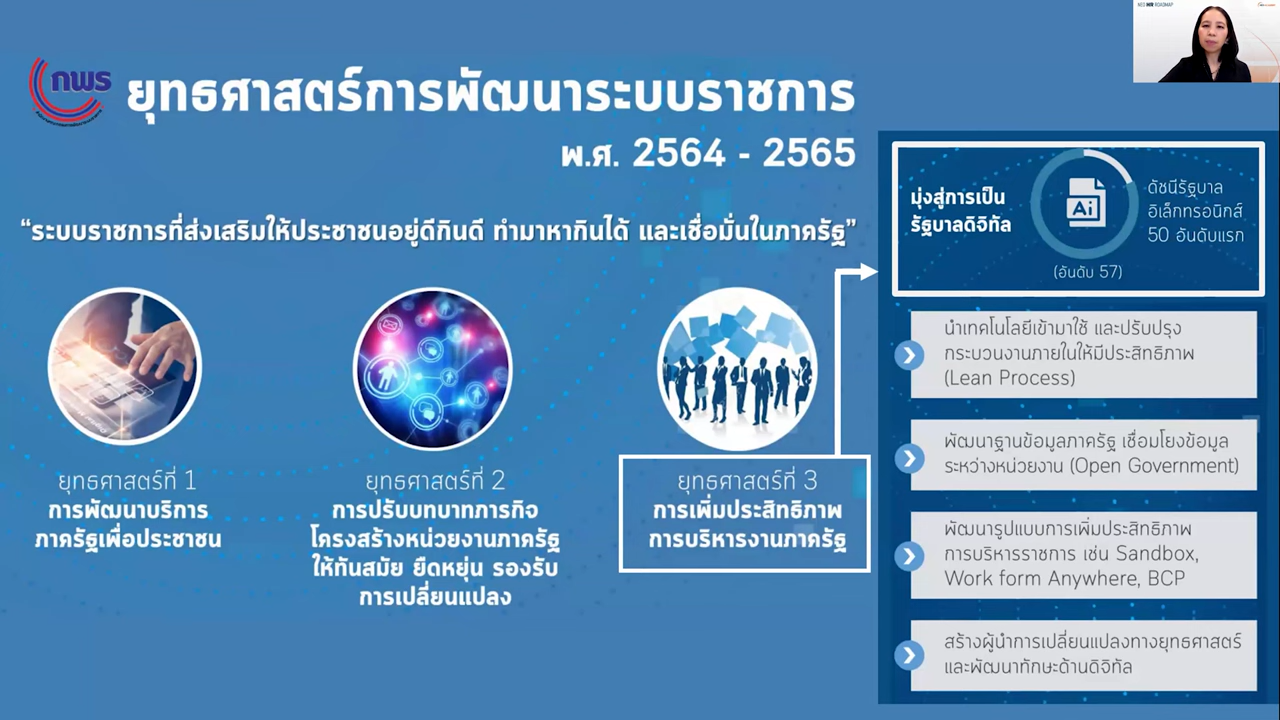 NEO HR ROADMAP
กพร
ยุทธศาสตร์การพัฒนาระบบราชการ
พ.ศ. 2564 - 2565
“ระบบราชการที่ส่งเสริมให้ประชาชนอยู่ดีกินดี ทำมาหากินได้ และเชื่อมั่นในภาครัฐ”
ยุทธศาสตร์ที่ 1
การพัฒนาบริการ
ภาครัฐเพื่อประชาชน
ยุทธศาสตร์ที่ 2
การปรับบทบาทภารกิจ
โครงสร้างหน่วยงานภาครัฐ
ให้ทันสมัย ยืดหยุ่น รองรับ
การเปลี่ยนแปลง
ยุทธศาสตร์ที่ 3
การเพิ่มประสิทธิภาพ
การบริหารงานภาครัฐ
มุ่งสู่การเป็น
รัฐบาลดิจิทัล
Ai
(อันดับ 57)
ดัชนีรัฐบาล
อิเล็กทรอนิกส์
50 อันดับแรก
นำเทคโนโลยีเข้ามาใช้ และปรับปรุง
กระบวนงานภายในให้มีประสิทธิภาพ
(Lean Process)
พัฒนาฐานข้อมูลภาครัฐ เชื่อมโยงข้อมูล
ระหว่างหน่วยงาน (Open Government)
พัฒนารูปแบบการเพิ่มประสิทธิภาพ
การบริหารราชการ เช่น Sandbox,
Work form Anywhere, BCP
สร้างผู้นำการเปลี่ยนแปลงทางยุทธศาสตร์
และพัฒนาทักษะด้านดิจิทัล